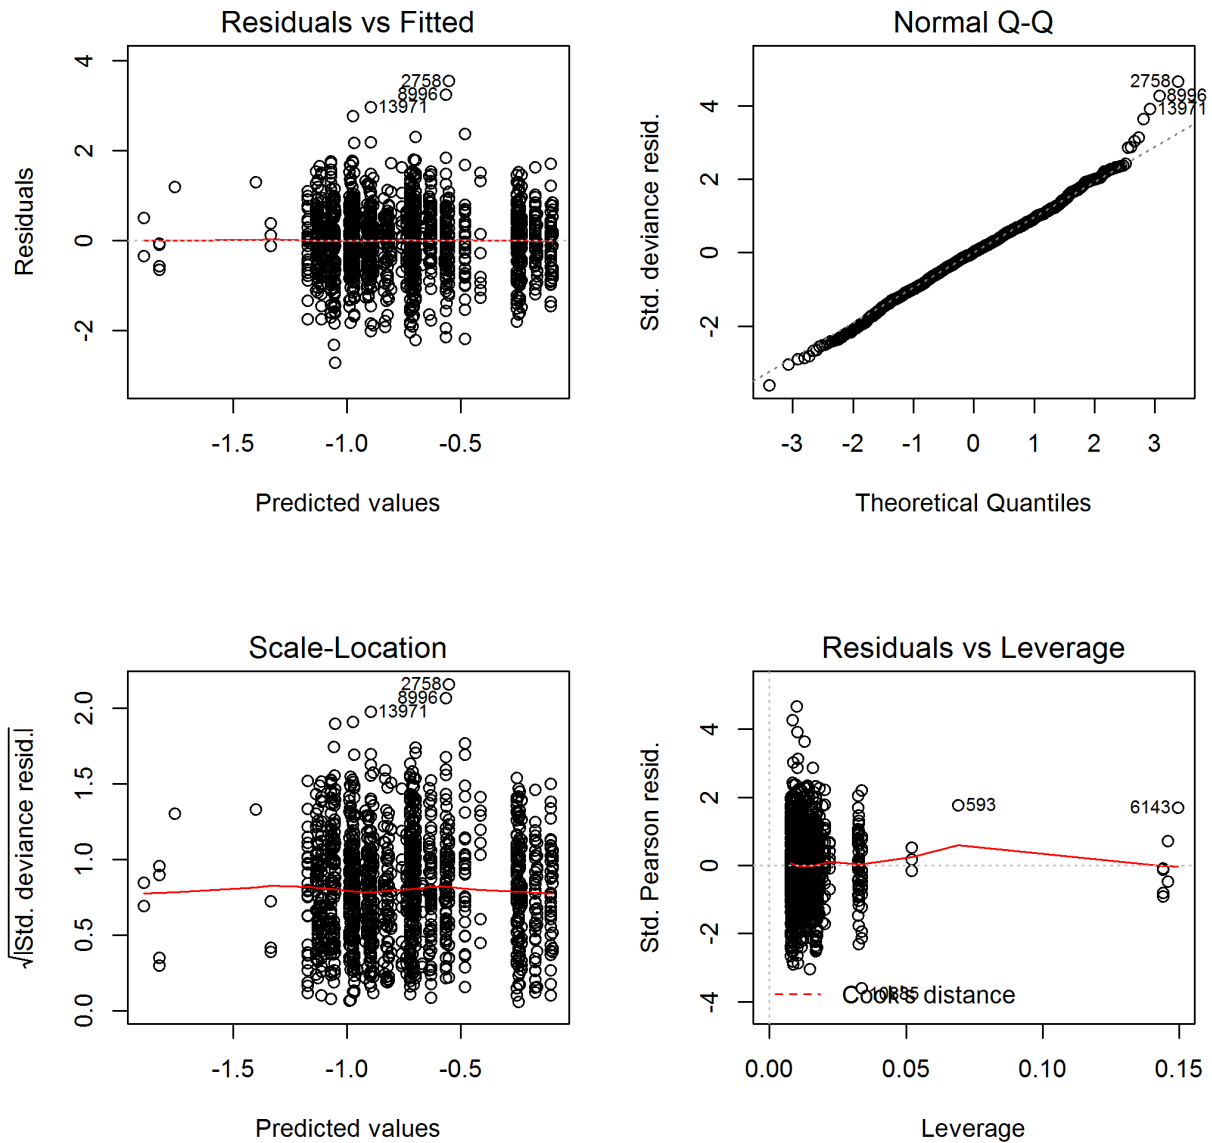 Residuals vs Fitted
Residuals
4
2
0
-2
2758
8996
13971
-1.5 -1.0 -0.5
Predicted values
Normal Q-Q
Std. deviance resid.
4
2
0
-2
2758
8996
13971
-3 -2 -1 0 1 2 3
Theoretical Quantiles
Scale-Location
√|Std. deviance resid.|
2.0
1.5
1.0
0.5
0.0
2758
8996
13971
-1.5 -1.0 -0.5
Predicted values
Residuals vs Leverage
Std. Pearson resid.
4
2
0
-2
-4
593
6143
10885
Cook's distance
0.00 0.05 0.10 0.15
Leverage